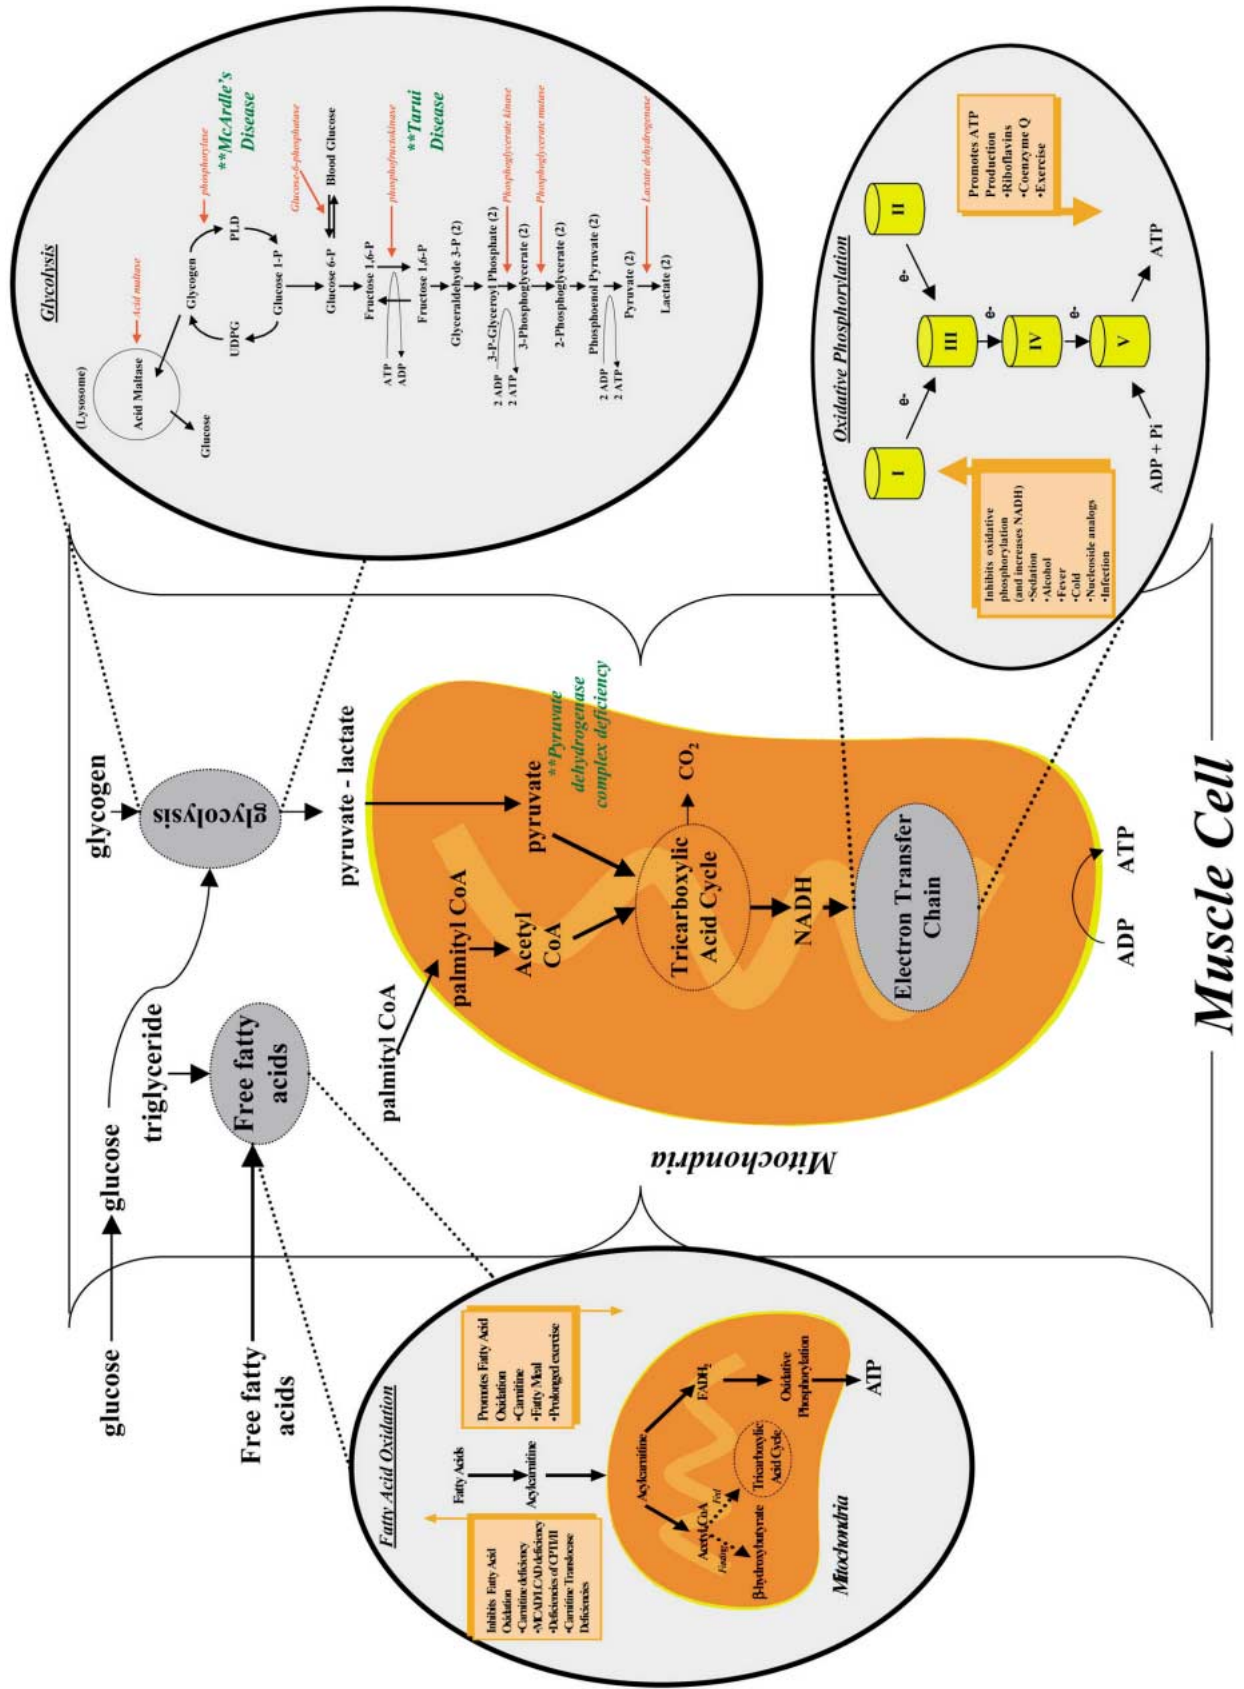 Fatty Acid Oxidation
Inhibits Fatty Acid
Oxidation
•Carnitine deficiency
•MCAD/LCAD deficiency
•Deficiencies of CPTI/II
•Carnitine Translocase
Deficiencies
Fatty Acids
Acylcarnitine
Promotes Fatty Acid
Oxidation
•Carnitine
•Fatty Meal
•Prolonged exercise
Acylcarnitine
Acetyl CoA
FADH2
Fasting
Fed
β-hydroxybutyrate
Tricarboxylic
Acid Cycle
Oxidative
Phosphorylation
ATP
Mitochondria
glucose
glucose
Free fatty
acids
triglyceride
Free fatty
acids
glycogen
glycolysis
pyruvate - lactate
palmityl CoA
palmityl CoA
Acetyl
CoA
pyruvate
**Pyruvate
dehydrogenase
complex deficiency
Tricarboxylic
Acid Cycle
CO2
NADH
Electron Transfer
Chain
ADP
ATP
Mitochondria
Muscle Cell
Glycolysis
(Lysosome)
Acid Maltase
Acid maltase
Glucose
Glycogen
phosphorylase
**McArdle's
Disease
UDPG
PLD
Glucose 1-P
Glucose-6-phosphatase
Glucose 6-P
Blood Glucose
Fructose 1,6-P
phosphofructokinase
**Tarui
Disease
ATP
ADP
Fructose 1,6-P
Glyceraldehyde 3-P (2)
3-P-Glyceroyl Phosphate (2)
Phosphoglycerate kinase
2 ADP
2 ATP
3-Phosphoglycerate (2)
Phosphoglycerate mutase
2-Phosphoglycerate (2)
Phosphoenol Pyruvate (2)
2 ADP
2 ATP
Pyruvate (2)
Lactate dehydrogenase
Lactate (2)
Oxidative Phosphorylation
I
II
e-
e-
III
e-
IV
e-
V
ADP + Pi
ATP
Inhibits oxidative
phosphorylation
(and increases NADH)
•Sedation
•Alcohol
•Fever
•Cold
•Nucleoside analogs
•Infection
Promotes ATP
Production
•Riboflavins
•Coenzyme Q
•Exercise